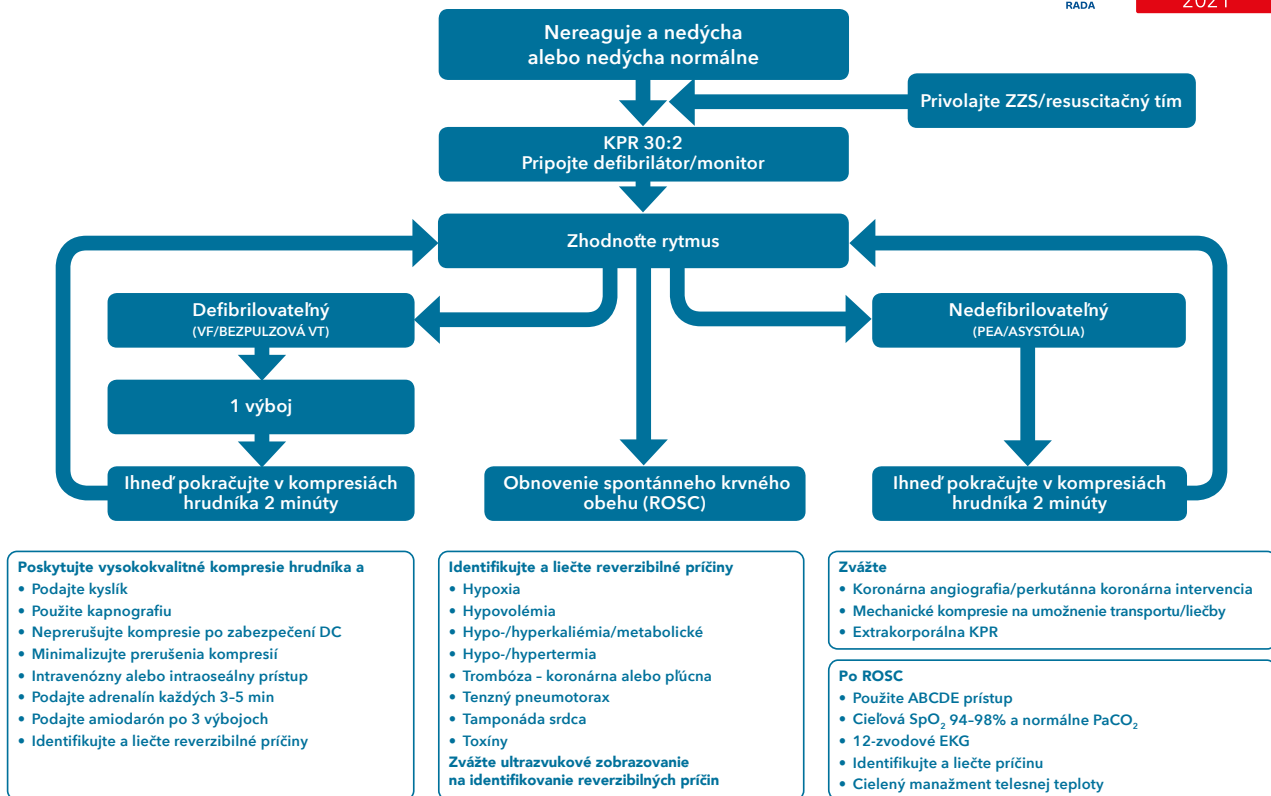 RADA
2021
Nereaguje a nedýcha
alebo nedýcha normálne
Privolajte ZZS/resuscitačný tím
KPR 30:2
Pripojte defibrilátor/monitor
Zhodnoťte rytmus
Defibrilovateľný
(VF/BEZPULZOVÁ VT)
Nedefibrilovateľný
(PEA/ASYSTÓLIA)
1 výboj
Ihneď pokračujte v kompresiách
hrudníka 2 minúty
Obnovenie spontánneho krvného
obehu (ROSC)
Ihneď pokračujte v kompresiách
hrudníka 2 minúty
Poskytujte vysokokvalitné kompresie hrudníka a
• Podajte kyslík
• Použite kapnografiu
• Neprerušujte kompresie po zabezpečení DC
• Minimalizujte prerušenia kompresií
• Intravenózny alebo intraoseálny prístup
• Podajte adrenalín každých 3–5 min
• Podajte amiodarón po 3 výbojoch
• Identifikujte a liečte reverzibilné príčiny
Identifikujte a liečte reverzibilné príčiny
• Hypoxia
• Hypovolémia
• Hypo-/hyperkaliémia/metabolické
• Hypo-/hypertermia
• Trombóza – koronárna alebo pľúcna
• Tenzný pneumotorax
• Tamponáda srdca
• Toxíny
Zvážte ultrazvukové zobrazovanie
na identifikovanie reverzibilných príčin
Zvážte
• Koronárna angiografia/perkutánna koronárna intervencia
• Mechanické kompresie na umožnenie transportu/liečby
• Extrakorporálna KPR
Po ROSC
• Použite ABCDE prístup
• Cieľová SpO₂ 94–98% a normálne PaCO₂
• 12-zvodové EKG
• Identifikujte a liečte príčinu
• Cielený manažment telesnej teploty